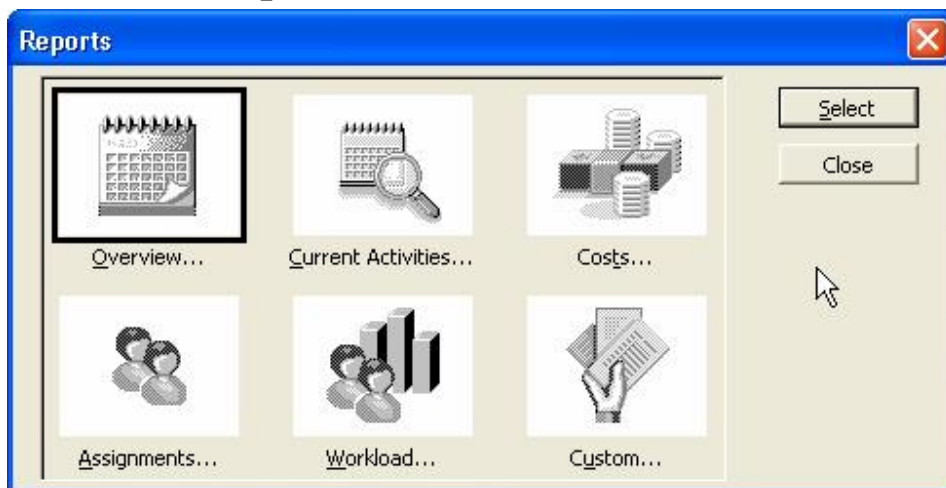 Reports
Select
Close
Overview...
Current Activities...
Costs...
Assignments...
Workload...
Custom...